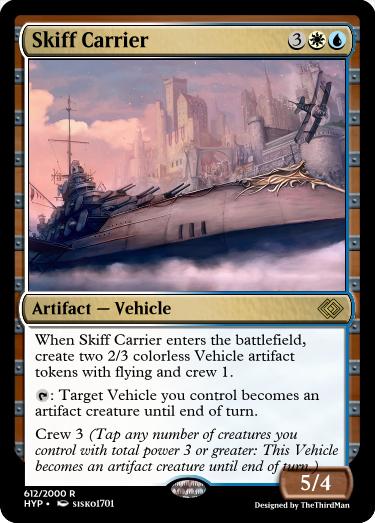 Skiff Carrier 3
Artifact — Vehicle
When Skiff Carrier enters the battlefield,
create two 2/3 colorless Vehicle artifact
tokens with flying and crew 1.
: Target Vehicle you control becomes an
artifact creature until end of turn.
Crew 3 (Tap any number of creatures you
control with total power 3 or greater: This Vehicle
becomes an artifact creature until end of turn.)
5/4
612/2000 R
HYP • sisko1701
Designed by TheThirdMan